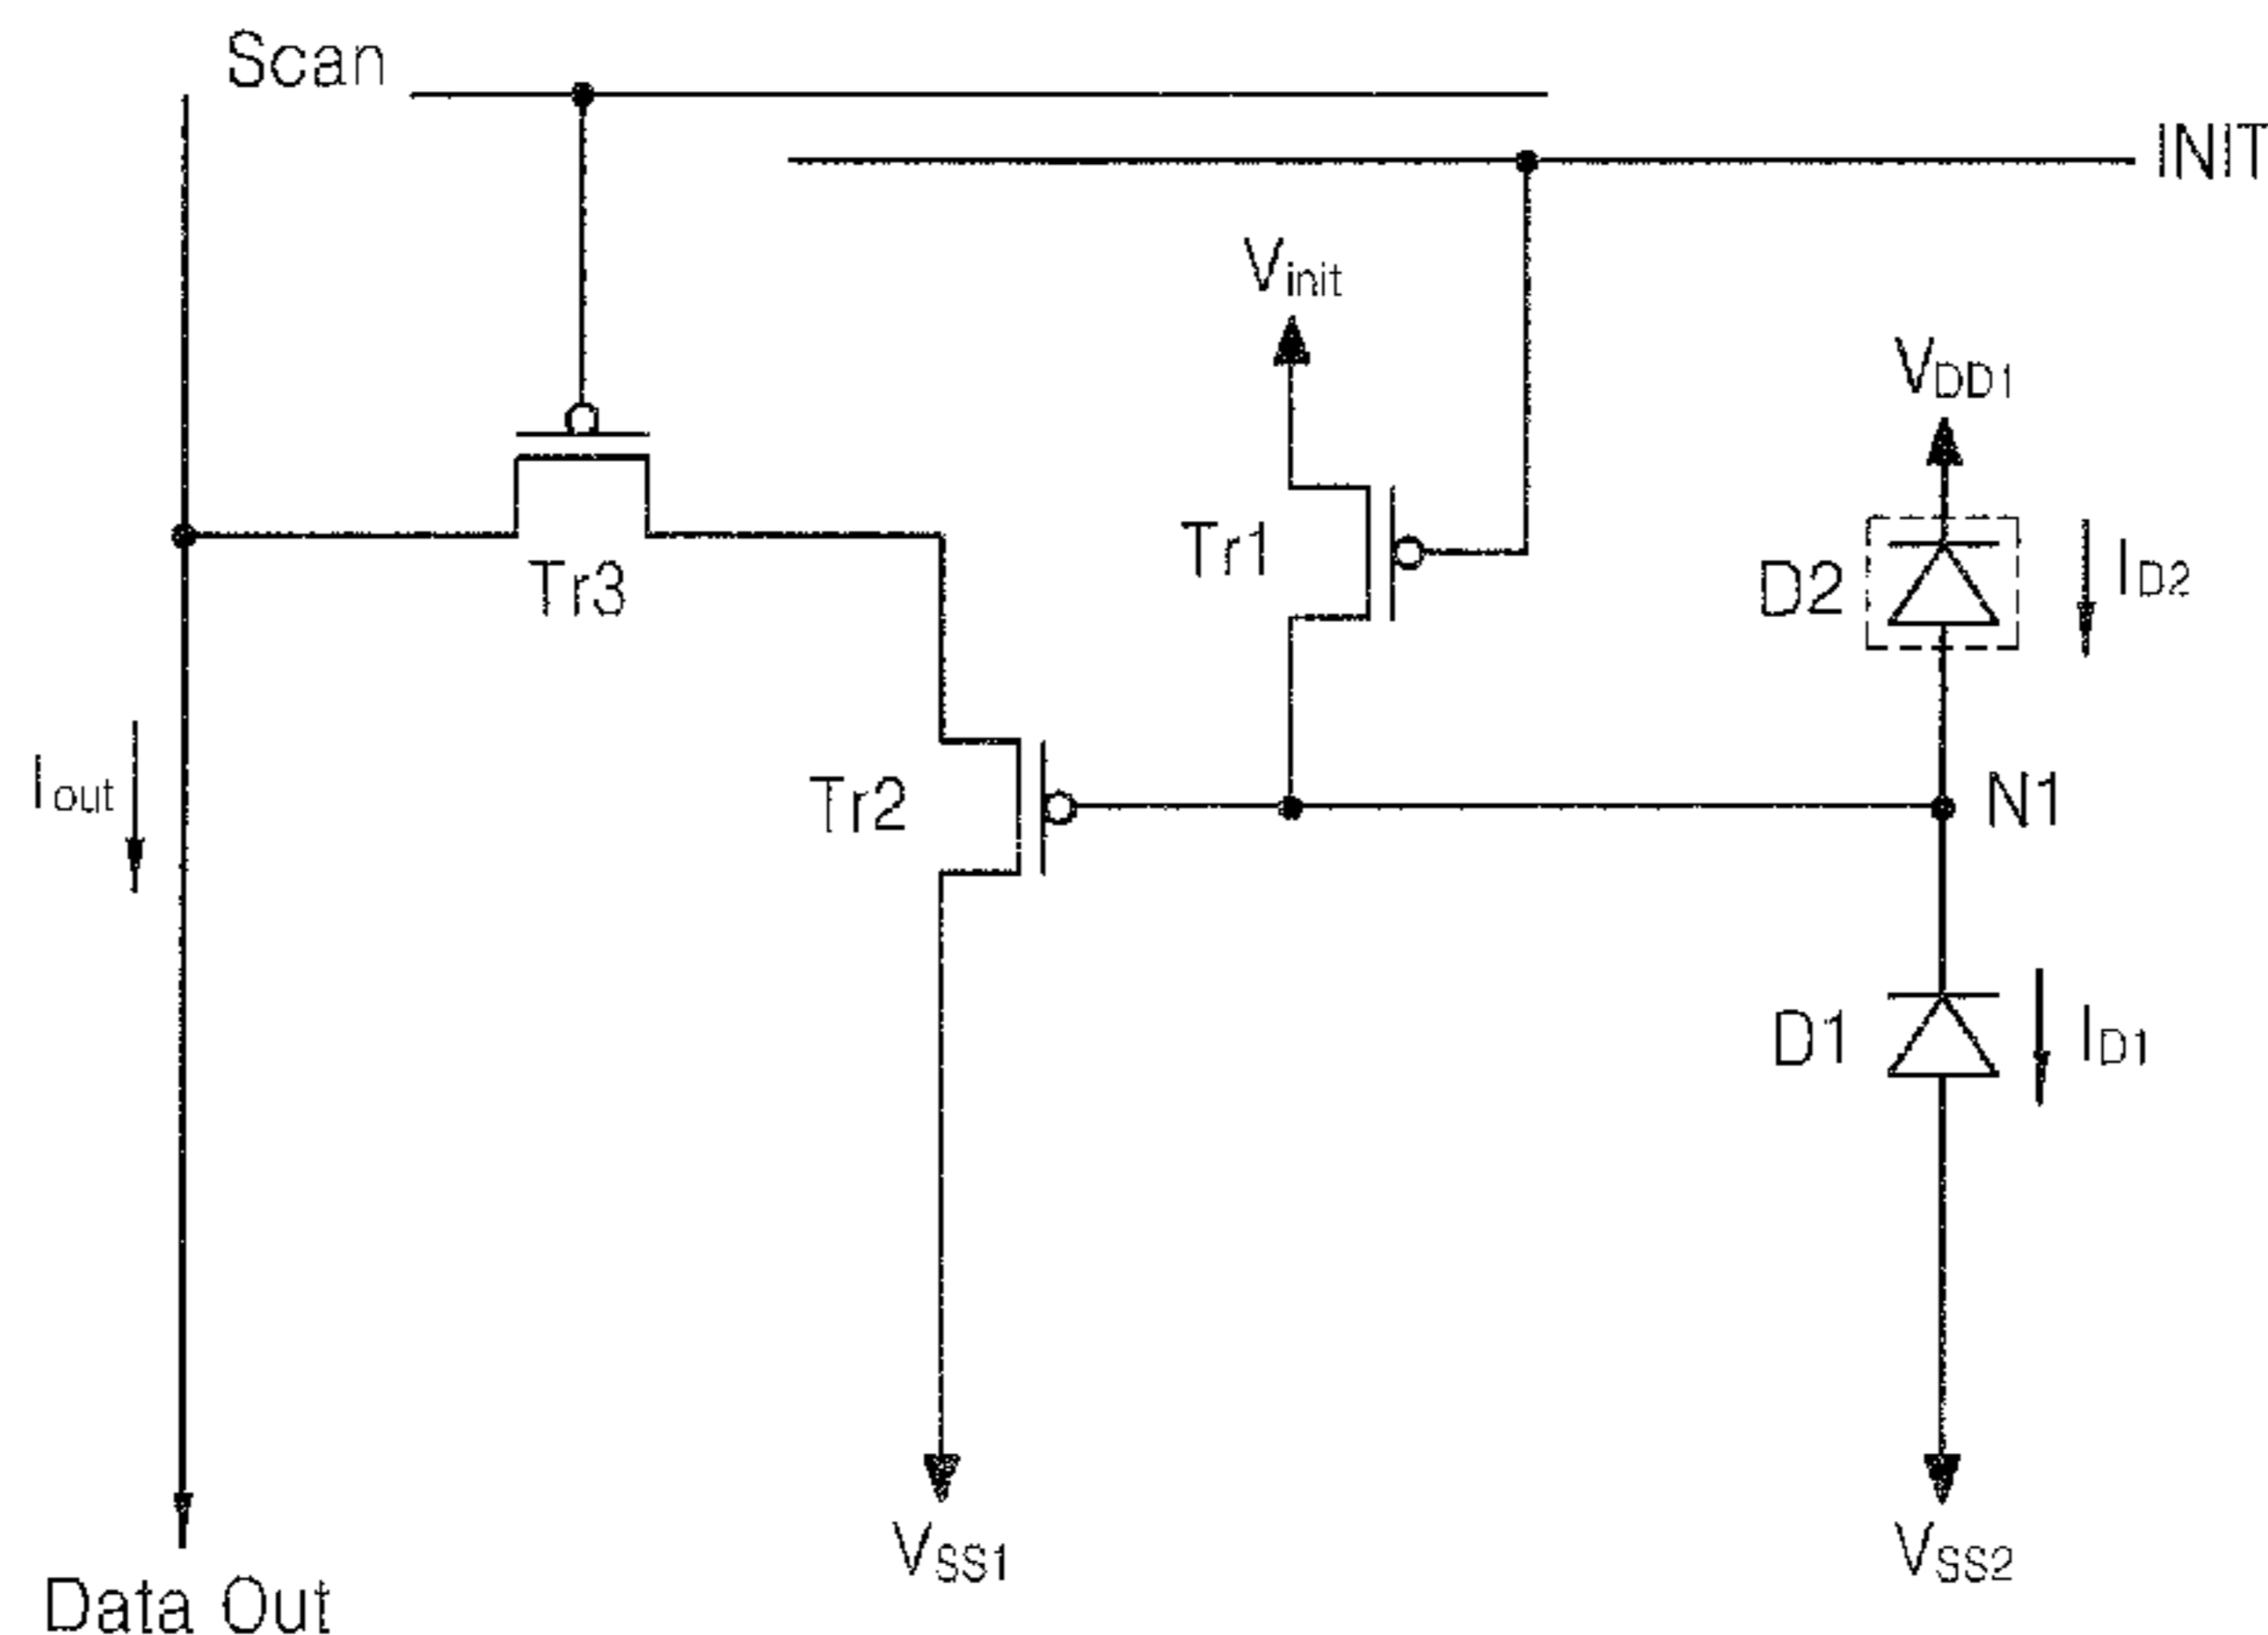 Scan
INIT
Vinit
VDD1
Tr1
D2
ID2
Tr3
Iout
Tr2
N1
D1
ID1
VSS1
VSS2
Data Out